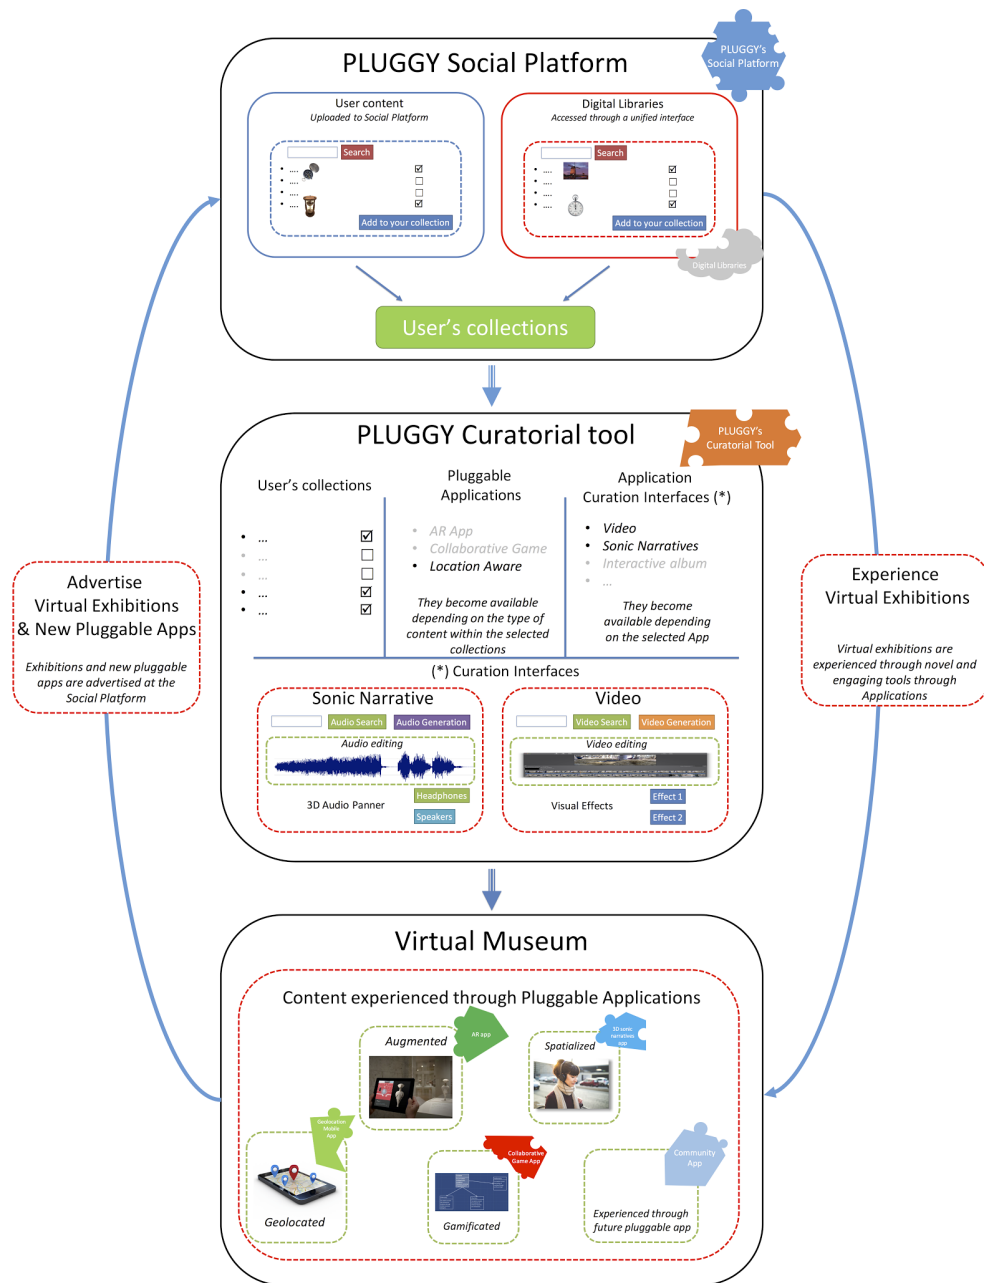 PLUGGY Social Platform
PLUGGY's
Social Platform
User content
Uploaded to Social Platform
Search
• ....
• ....
• ....
• ....
Add to your collection
Digital Libraries
Accessed through a unified interface
Search
• ....
• ....
• ....
• ....
Add to your collection
Digital Libraries
User's collections
PLUGGY Curatorial tool
PLUGGY's
Curatorial Tool
User's collections
• ...
• ...
• ...
• ...
• ...
Pluggable
Applications
• AR App
• Collaborative Game
• Location Aware
They become available
depending on the type of
content within the selected
collections
Application
Curation Interfaces (*)
• Video
• Sonic Narratives
• Interactive album
• ...
They become
available depending
on the selected App
(*) Curation Interfaces
Sonic Narrative
Audio Search
Audio Generation
Audio editing
3D Audio Panner
Headphones
Speakers
Video
Video Search
Video Generation
Video editing
Visual Effects
Effect 1
Effect 2
Advertise
Virtual Exhibitions
& New Pluggable Apps
Exhibitions and new pluggable
apps are advertised at the
Social Platform
Experience
Virtual Exhibitions
Virtual exhibitions are
experienced through novel and
engaging tools through
Applications
Virtual Museum
Content experienced through Pluggable Applications
Augmented
AR app
Spatialized
3D sonic
narratives
app
Geolocation
Mobile
App
Geolocated
Collaborative
Game App
Gamificated
Community
App
Experienced through
future pluggable app